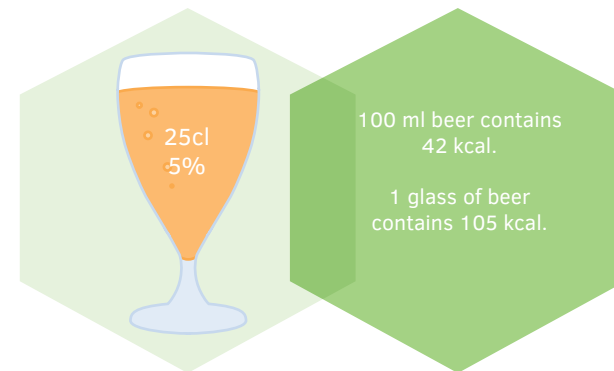 25cl
5%
100 ml beer contains
42 kcal.
1 glass of beer
contains 105 kcal.